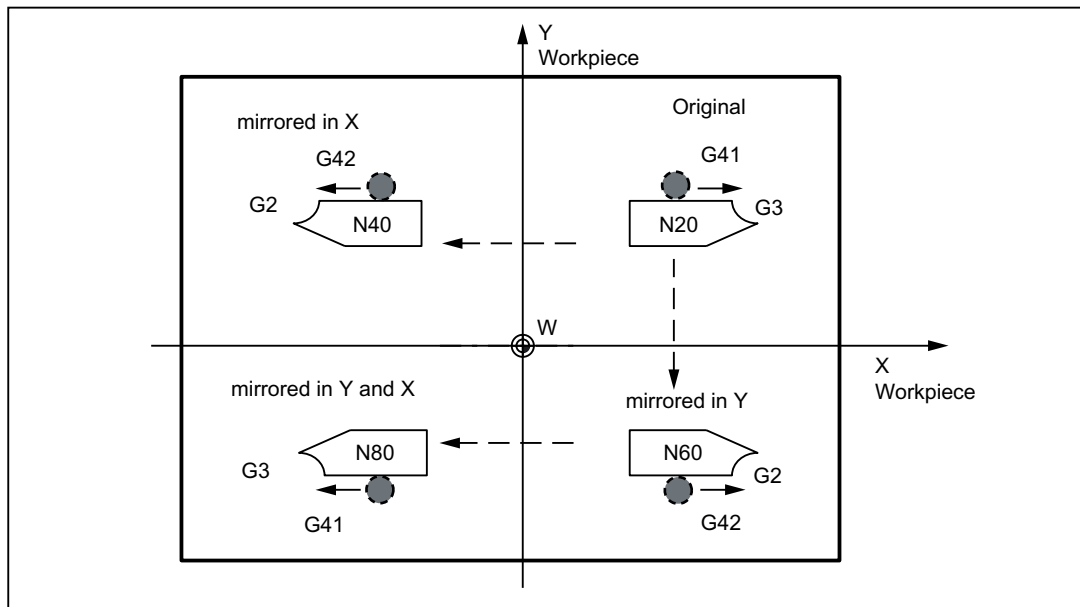 Y
Workpiece
Original
mirrored in X
G42
G41
G2
N40
N20
G3
W
X
Workpiece
mirrored in Y and X
mirrored in Y
N80
N60
G3
G2
G41
G42